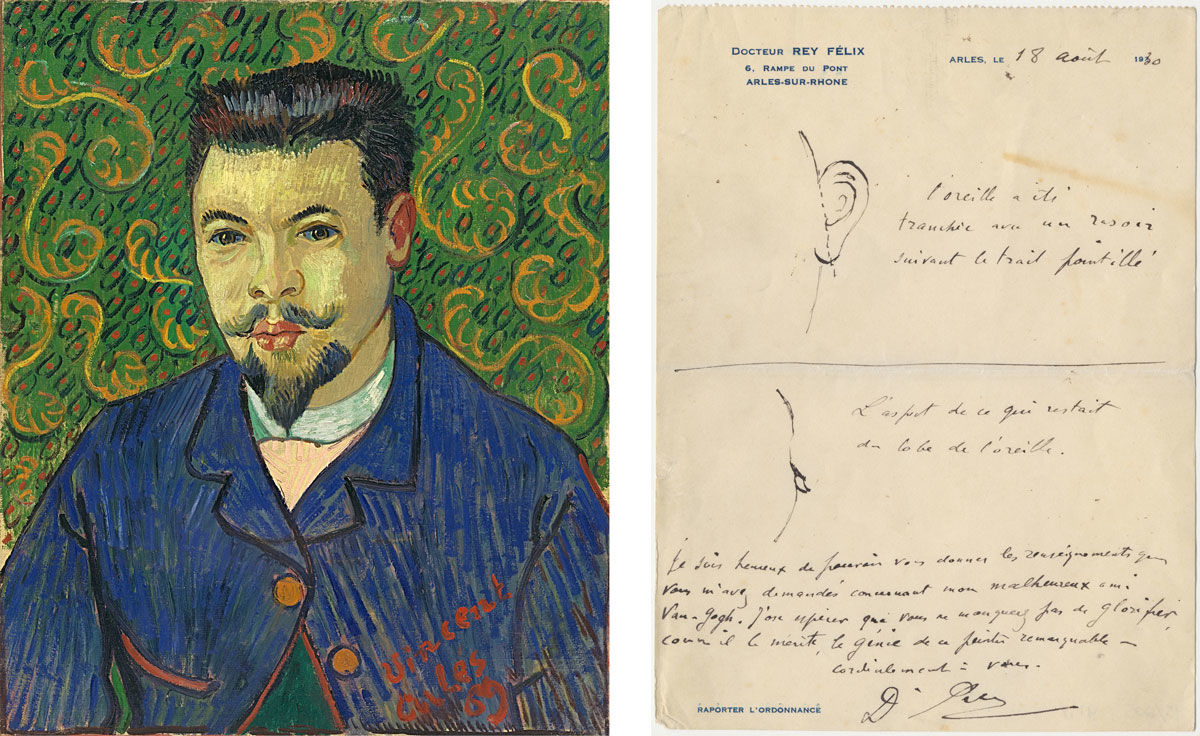 Vincent
Arles 89
DOCTEUR REY FÉLIX
6, RAMPE DU PONT
ARLES-SUR-RHONE
ARLES, LE 18 août 1930
l'oreille a été
tranchée avec un rasoir
suivant le trait pointillé
L'aspect de ce qui restait
du lobe de l'oreille.
Je suis heureux de pouvoir vous donner les renseignements que
vous m'avez demandés concernant mon malheureux ami
Van-Gogh. J'ose espérer que vous ne manquerez pas de glorifier,
comme il le mérite, le génie de ce peintre remarquable –
cordialement à vous.
Dr Rey
RAPORTER L'ORDONNANCE